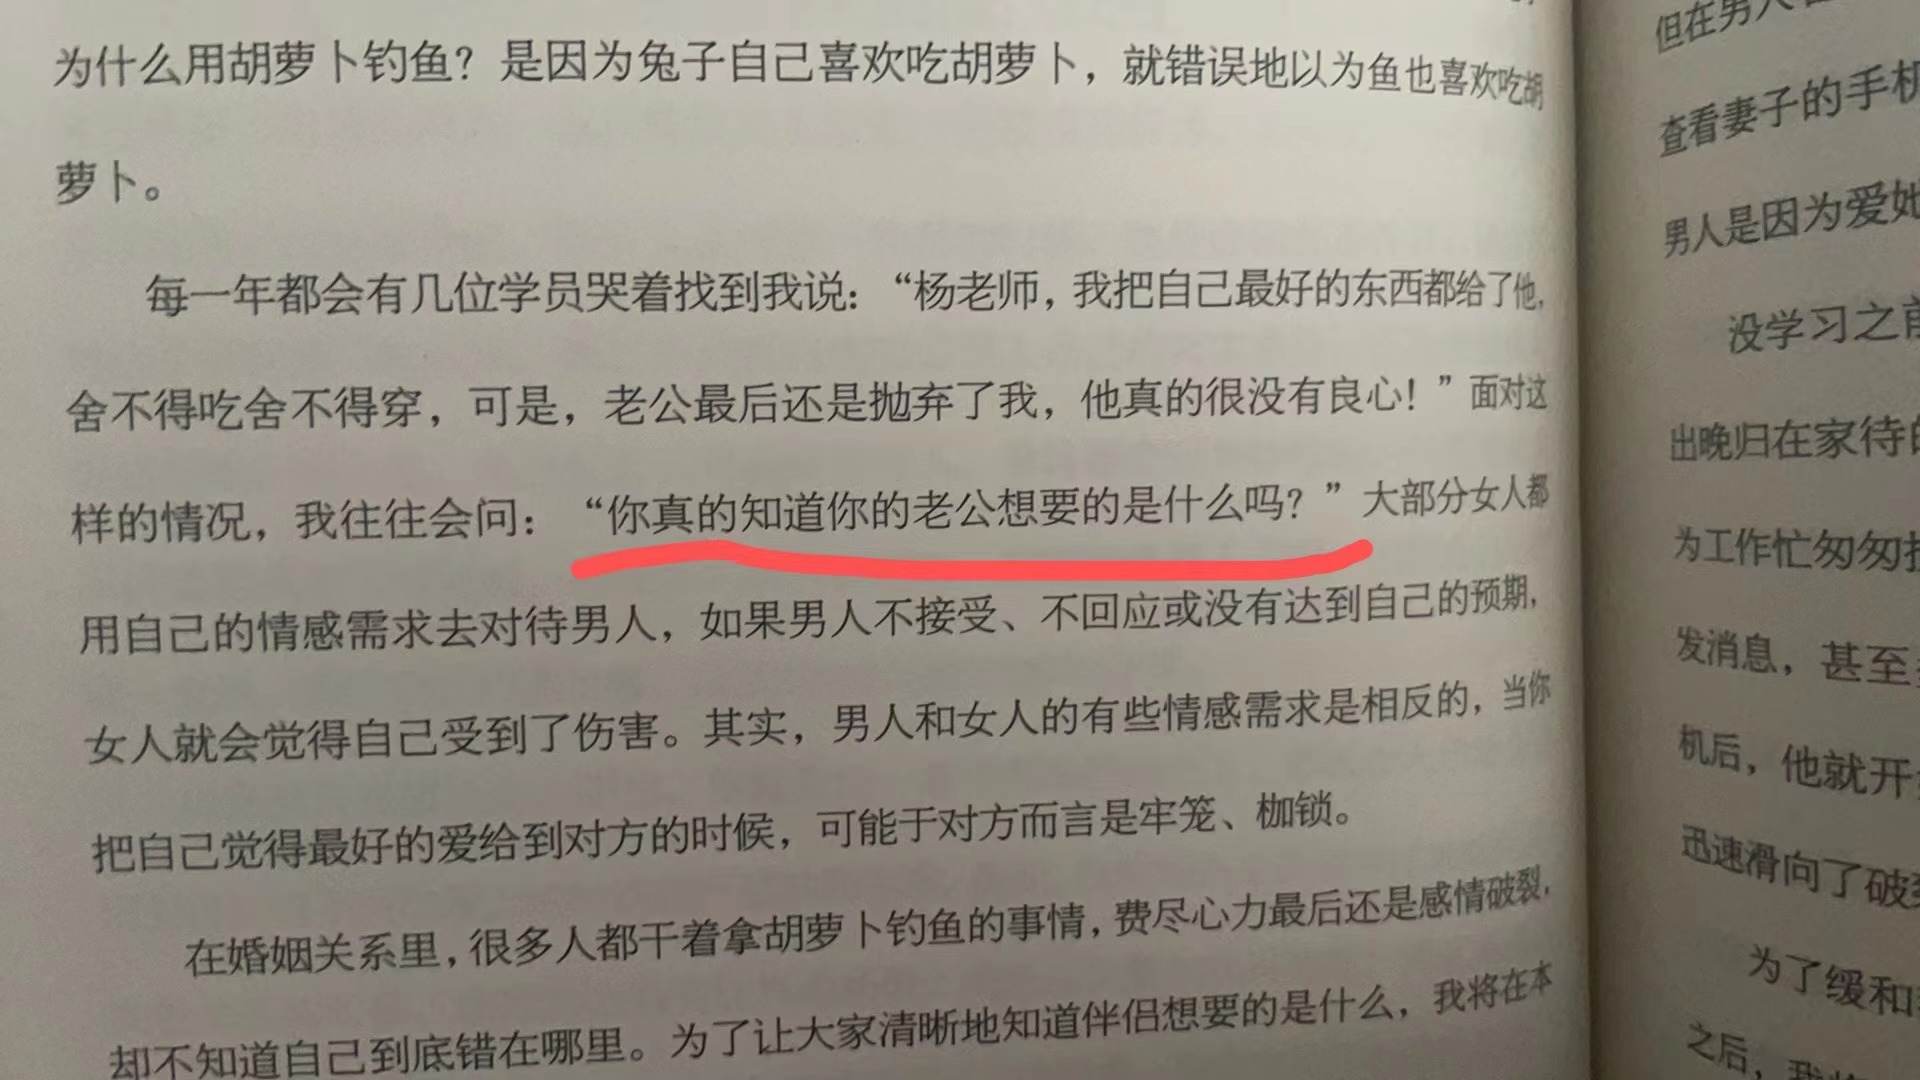 为什么用胡萝卜钓鱼？是因为兔子自己喜欢吃胡萝卜，就错误地以为鱼也喜欢吃胡
萝卜。
每一年都会有几位学员哭着找到我说：“杨老师，我把自己最好的东西都给了他，
舍不得吃舍不得穿，可是，老公最后还是抛弃了我，他真的很没有良心！”面对这
样的情况，我往往会问：“你真的知道你的老公想要的是什么吗？”大部分女人都
用自己的情感需求去对待男人，如果男人不接受、不回应或没有达到自己的预期，
女人就会觉得自己受到了伤害。其实，男人和女人的有些情感需求是相反的，当你
把自己觉得最好的爱给到对方的时候，可能于对方而言是牢笼、枷锁。
在婚姻关系里，很多人都干着拿胡萝卜钓鱼的事情，费尽心力最后还是感情破裂，
却不知道自己到底错在哪里。为了让大家清晰地知道伴侣想要的是什么，我将在本
但在男人
查看妻子的手机
男人是因为爱她
没学习之前
出晚归在家待的
为工作忙匆匆挂
发消息，甚至
机后，他就开
迅速滑向了破裂
为了缓和
之后，我